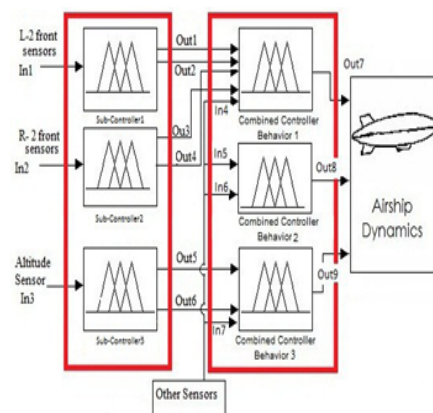 L-2 front
sensors
In1
Out1
Out2
Sub-Controller1
R- 2 front
sensors
In2
Ou3
Out4
Sub-Controller2
Altitude
Sensor
In3
Out5
Out6
Sub-Controller3
In4
Combined Controller
Behavior 1
Out7
In5
In6
Combined Controller
Behavior 2
Out8
Out9
In7
Combined Controller
Behavior 3
Airship
Dynamics
Other Sensors